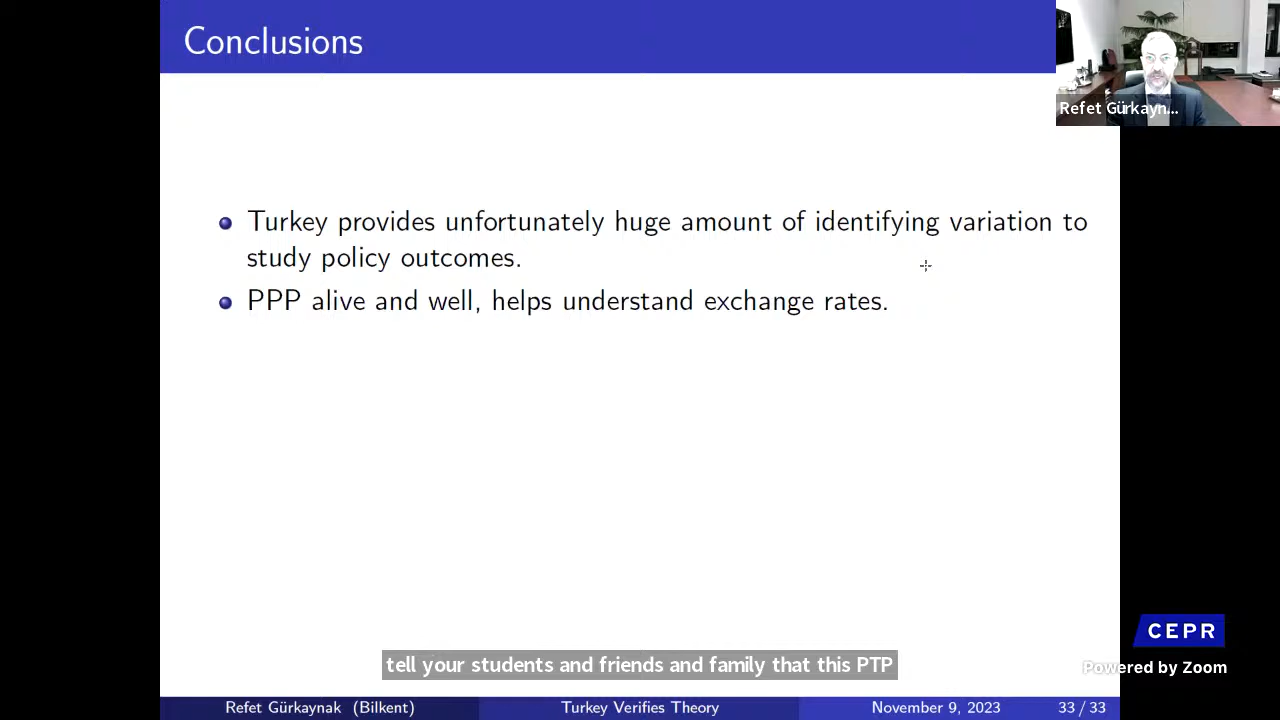 Conclusions
Refet Gürkayn...
Turkey provides unfortunately huge amount of identifying variation to
study policy outcomes.
PPP alive and well, helps understand exchange rates.
CEPR
tell your students and friends and family that this PTP
Powered by Zoom
Refet Gürkaynak (Bilkent)
Turkey Verifies Theory
November 9, 2023
33 / 33